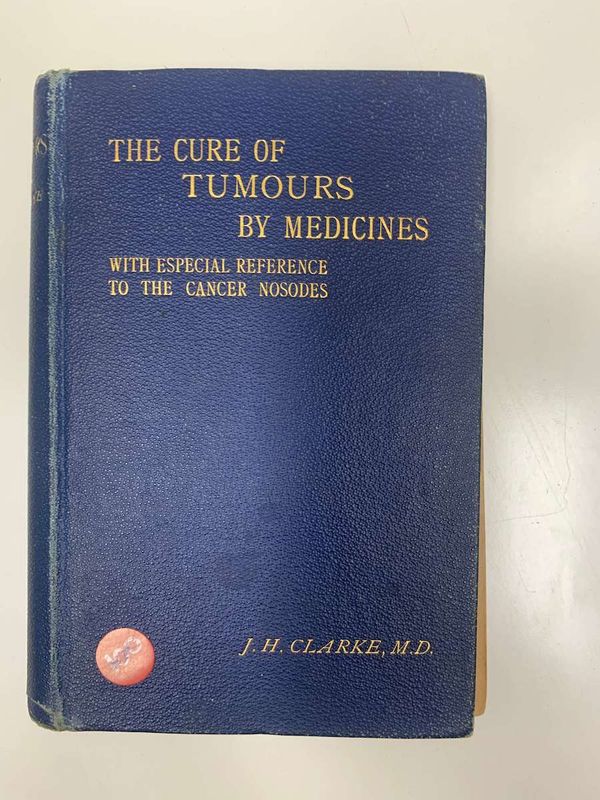 THE CURE OF
TUMOURS
BY MEDICINES
WITH ESPECIAL REFERENCE
TO THE CANCER NOSODES
J. H. CLARKE, M.D.